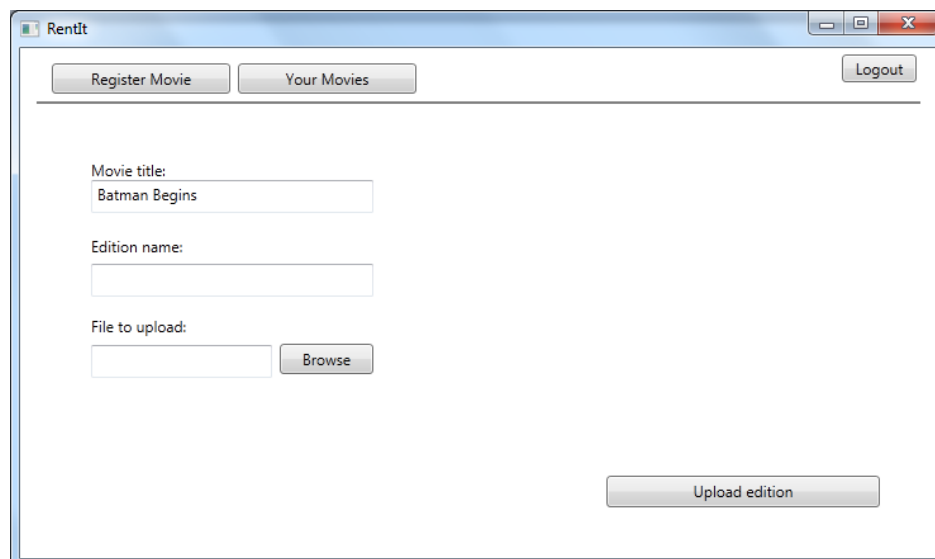 RentIt
Register Movie Your Movies Logout
Movie title:
Batman Begins
Edition name:
File to upload:
Browse
Upload edition